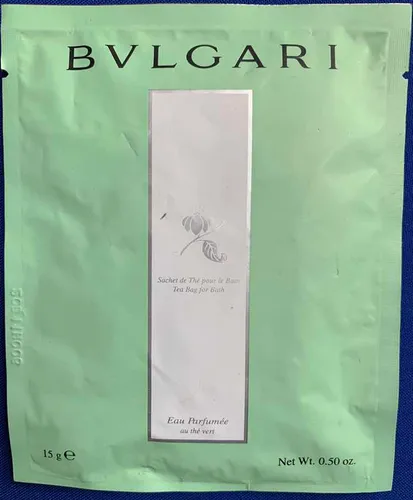 BVLGARI
Sachet de Thé pour le Bain
Tea Bag for Bath
Eau Parfumée
au thé vert
15 g ℮
Net Wt. 0.50 oz.